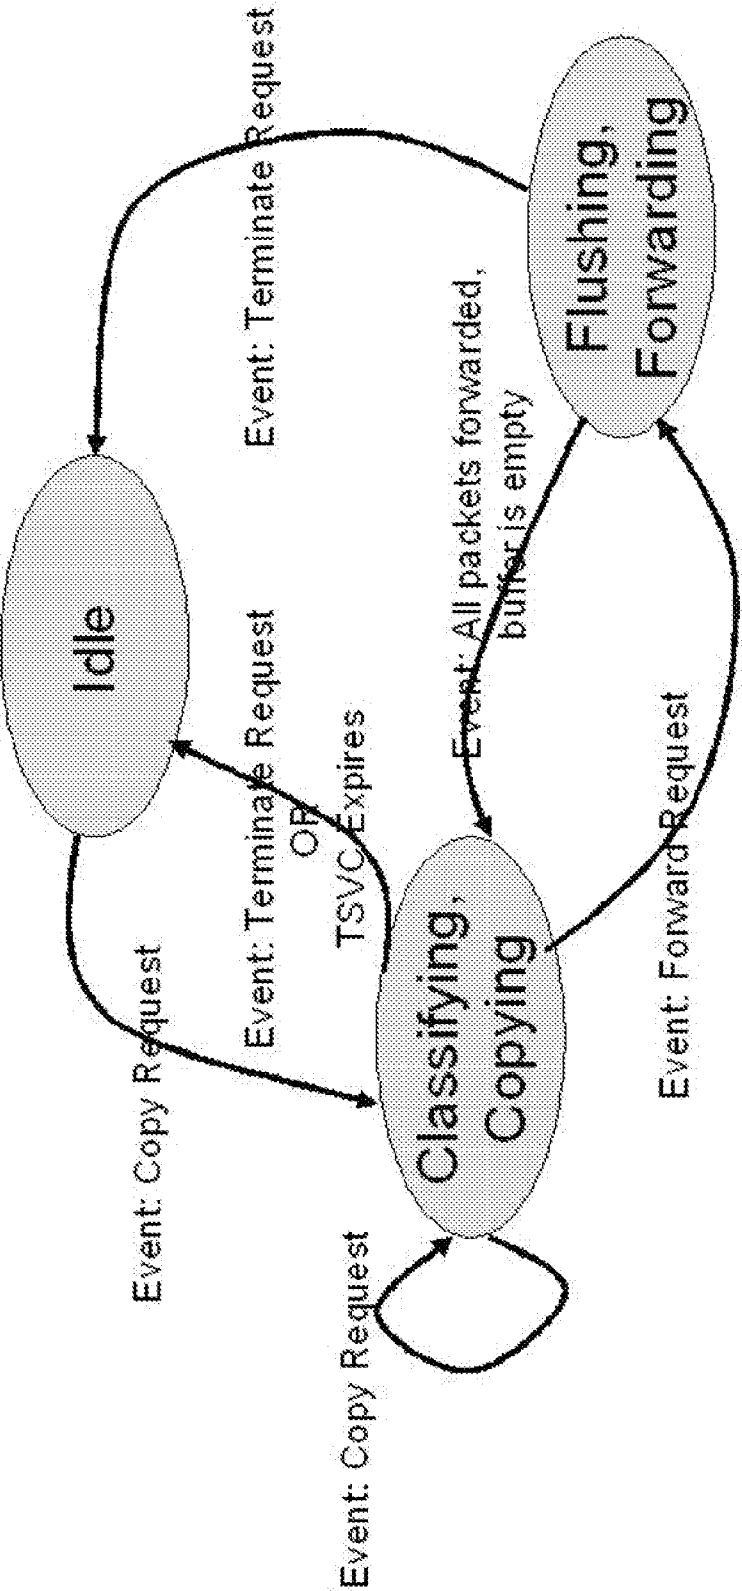 Idle
Event: Copy Request
Event: Terminate Request
OR
TSVC Expires
Event: Terminate Request
Event: Copy Request
Classifying,
Copying
Event: All packets forwarded,
buffer is empty
Flushing,
Forwarding
Event: Forward Request